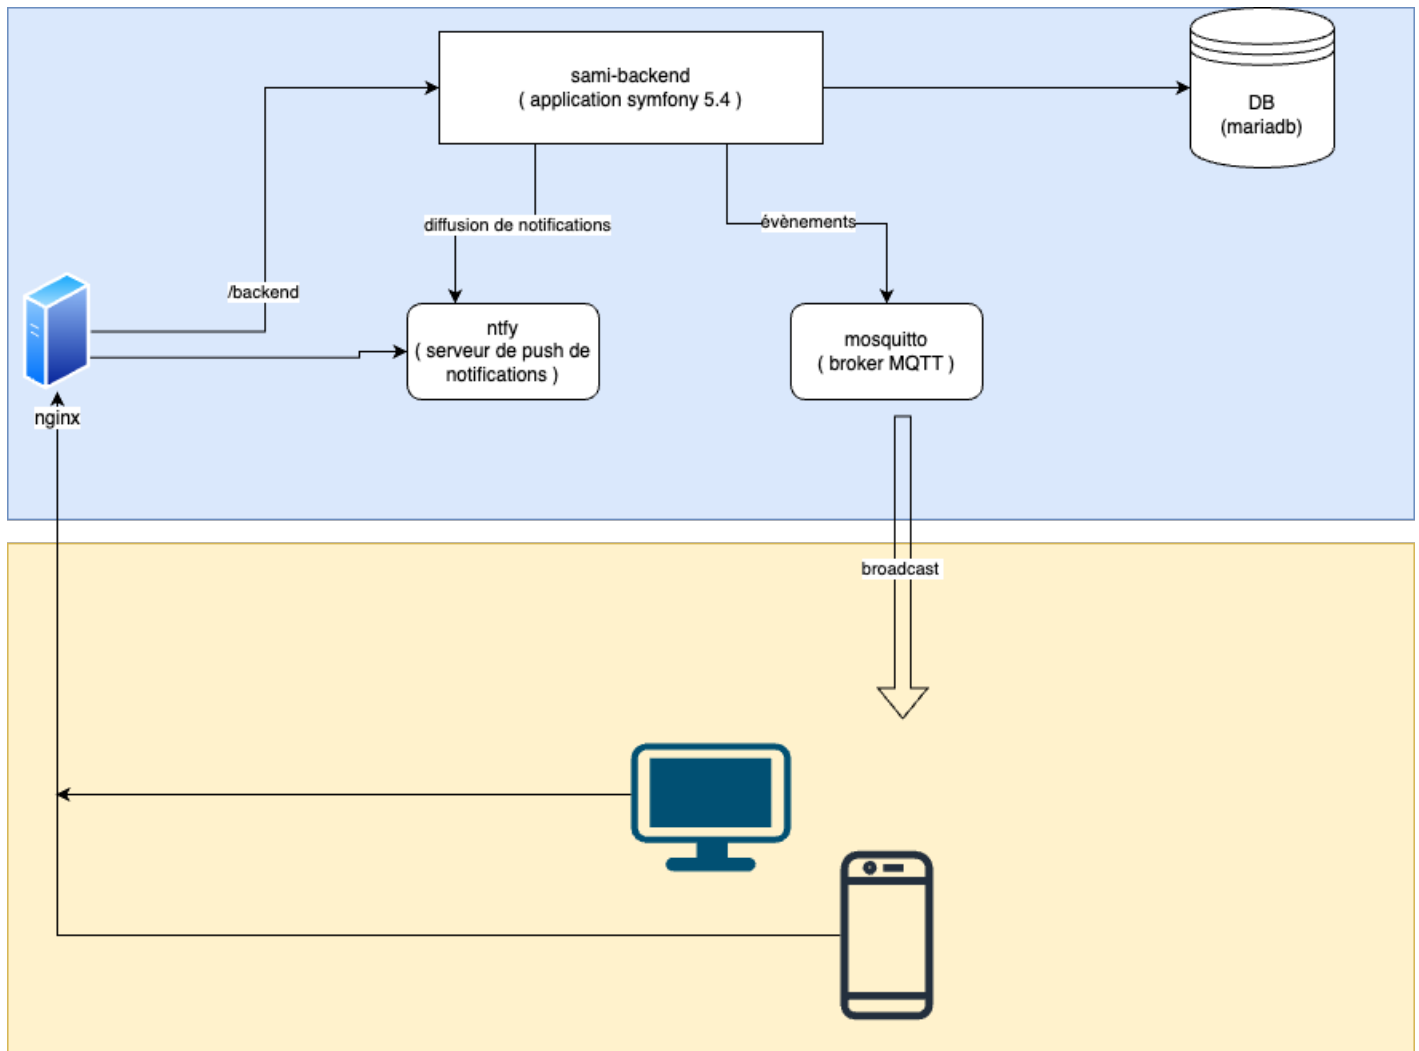 sami-backend
( application symfony 5.4 )
DB
(mariadb)
diffusion de notifications
évènements
/backend
ntfy
( serveur de push de
notifications )
mosquitto
( broker MQTT )
nginx
broadcast